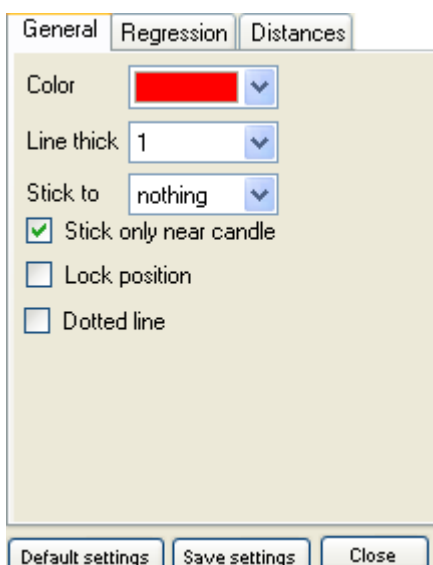 General Regression Distances
Color
Line thick 1
Stick to nothing
Stick only near candle
Lock position
Dotted line
Default settings Save settings Close